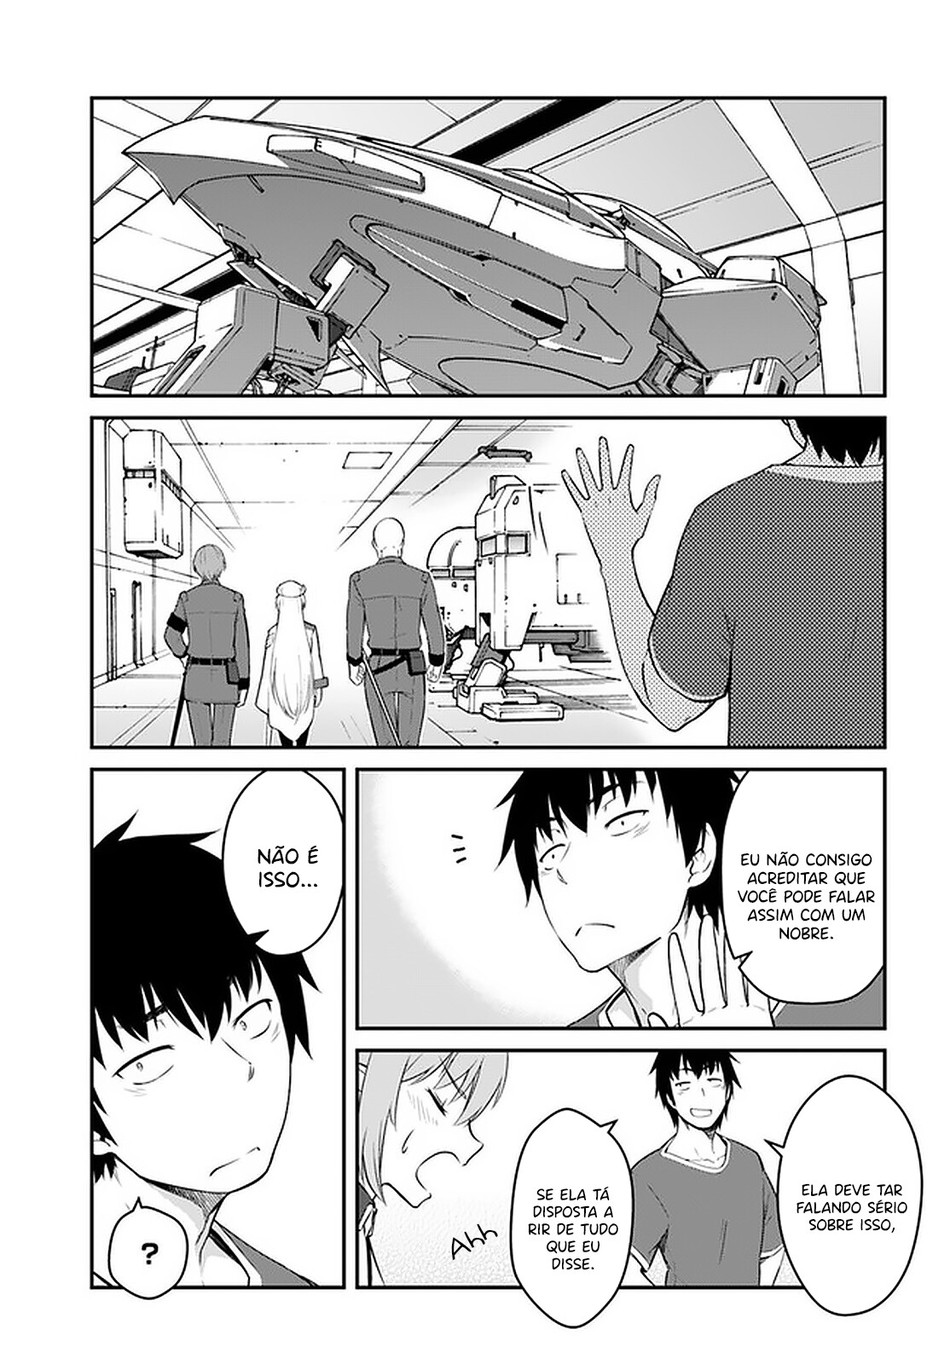 EU NÃO CONSIGO
ACREDITAR QUE
VOCÊ PODE FALAR
ASSIM COM UM
NOBRE.
NÃO É
ISSO...
?
ELA DEVE TAR
FALANDO SÉRIO
SOBRE ISSO,
SE ELA TÁ
DISPOSTA A
RIR DE TUDO
QUE EU
DISSE.
Ahh